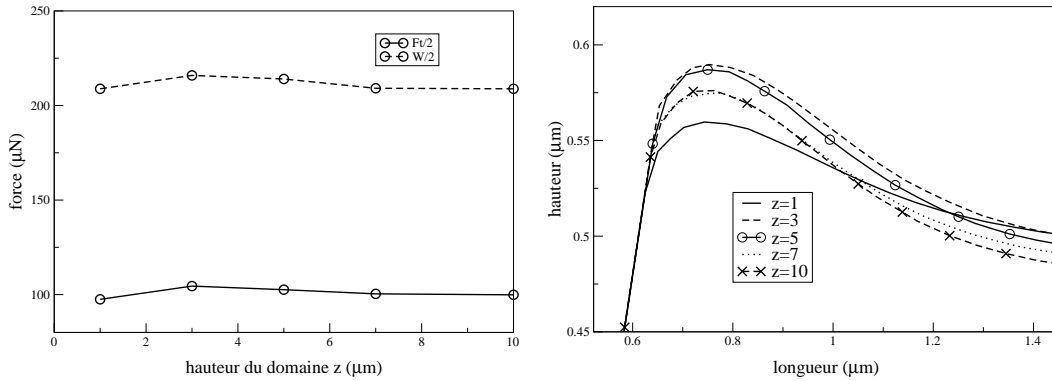 250
200
150
100
50
force (μN)
0 2 4 6 8 10
hauteur du domaine z (μm)
Ft/2
W/2
0.6
0.55
0.5
0.45
hauteur (μm)
0.6 0.8 1 1.2 1.4
longueur (μm)
z=1
z=3
z=5
z=7
z=10